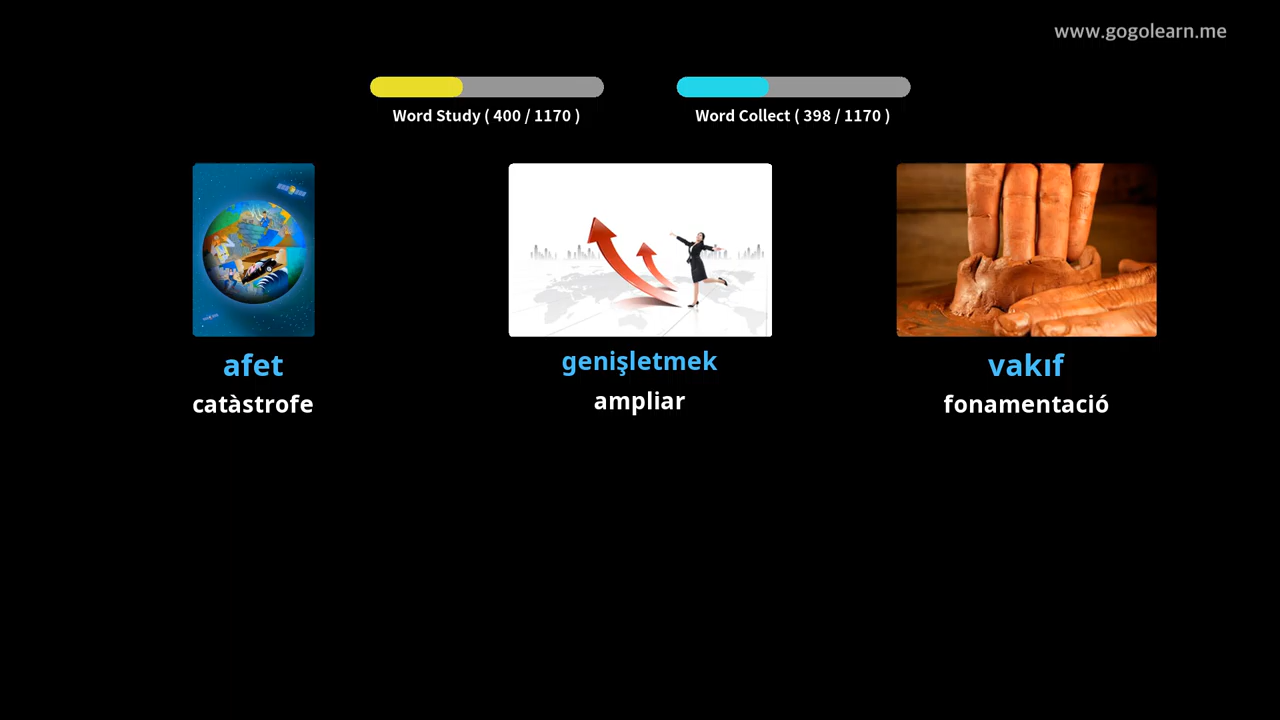 www.gogolearn.me
Word Study ( 400 / 1170 )
Word Collect ( 398 / 1170 )
afet
catàstrofe
genişletmek
ampliar
vakıf
fonamentació